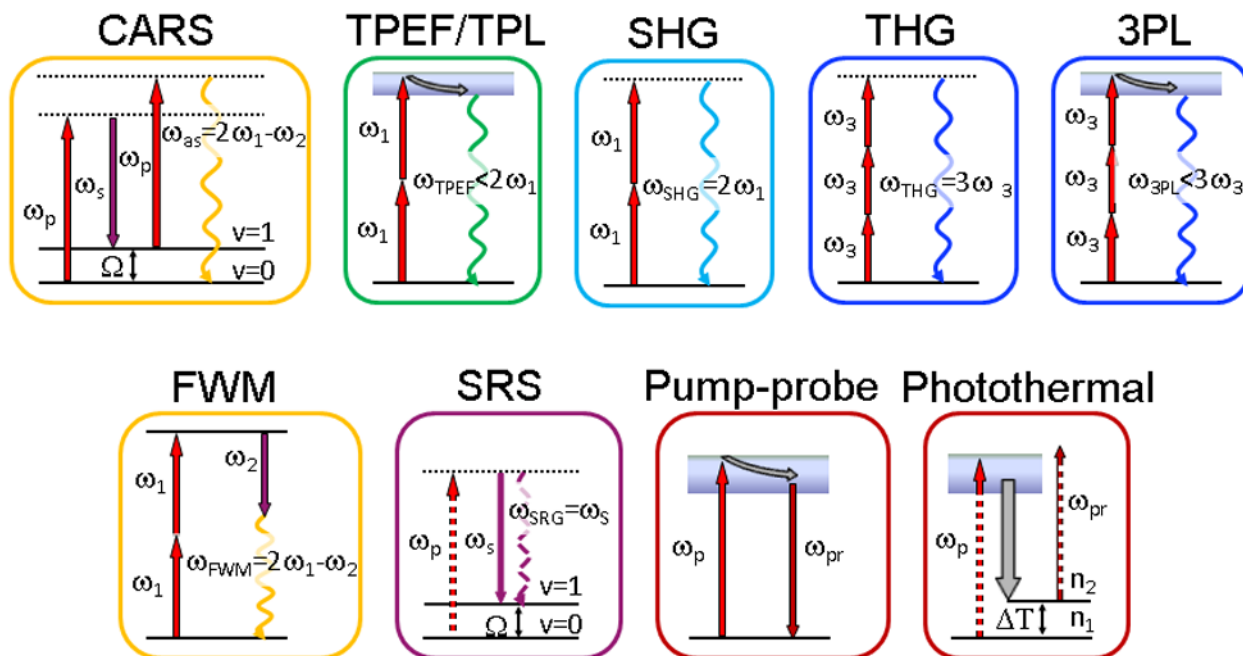 CARS
TPEF/TPL
SHG
THG
3PL
ωas=2ω1-ω2
ωp
ωs
ωp
v=1
Ω
v=0
ω1
ωTPEF<2ω1
ω1
ω1
ωSHG=2ω1
ω1
ω3
ω3
ωTHG=3ω3
ω3
ω3
ω3
ω3PL<3ω3
ω3
FWM
SRS
Pump-probe
Photothermal
ω1
ω2
ωFWM=2ω1-ω2
ω1
ωSRG=ωS
ωp
ωs
v=1
Ω
v=0
ωp
ωpr
ωp
ωpr
n2
ΔT
n1